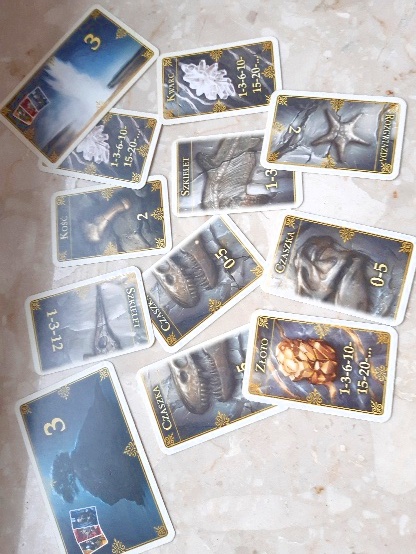 3
KWARC
1-3-6-10-
15-20-...
1-3-6-10-
15-20-...
ROZGWIAZDA
2
SZKIELET
1-3
KOŚĆ
2
CZASZKA
0-5
CZASZKA
0-5
SZKIELET
1-3-12
CZASZKA
5
ZŁOTO
1-3-6-10-
15-20-...
3